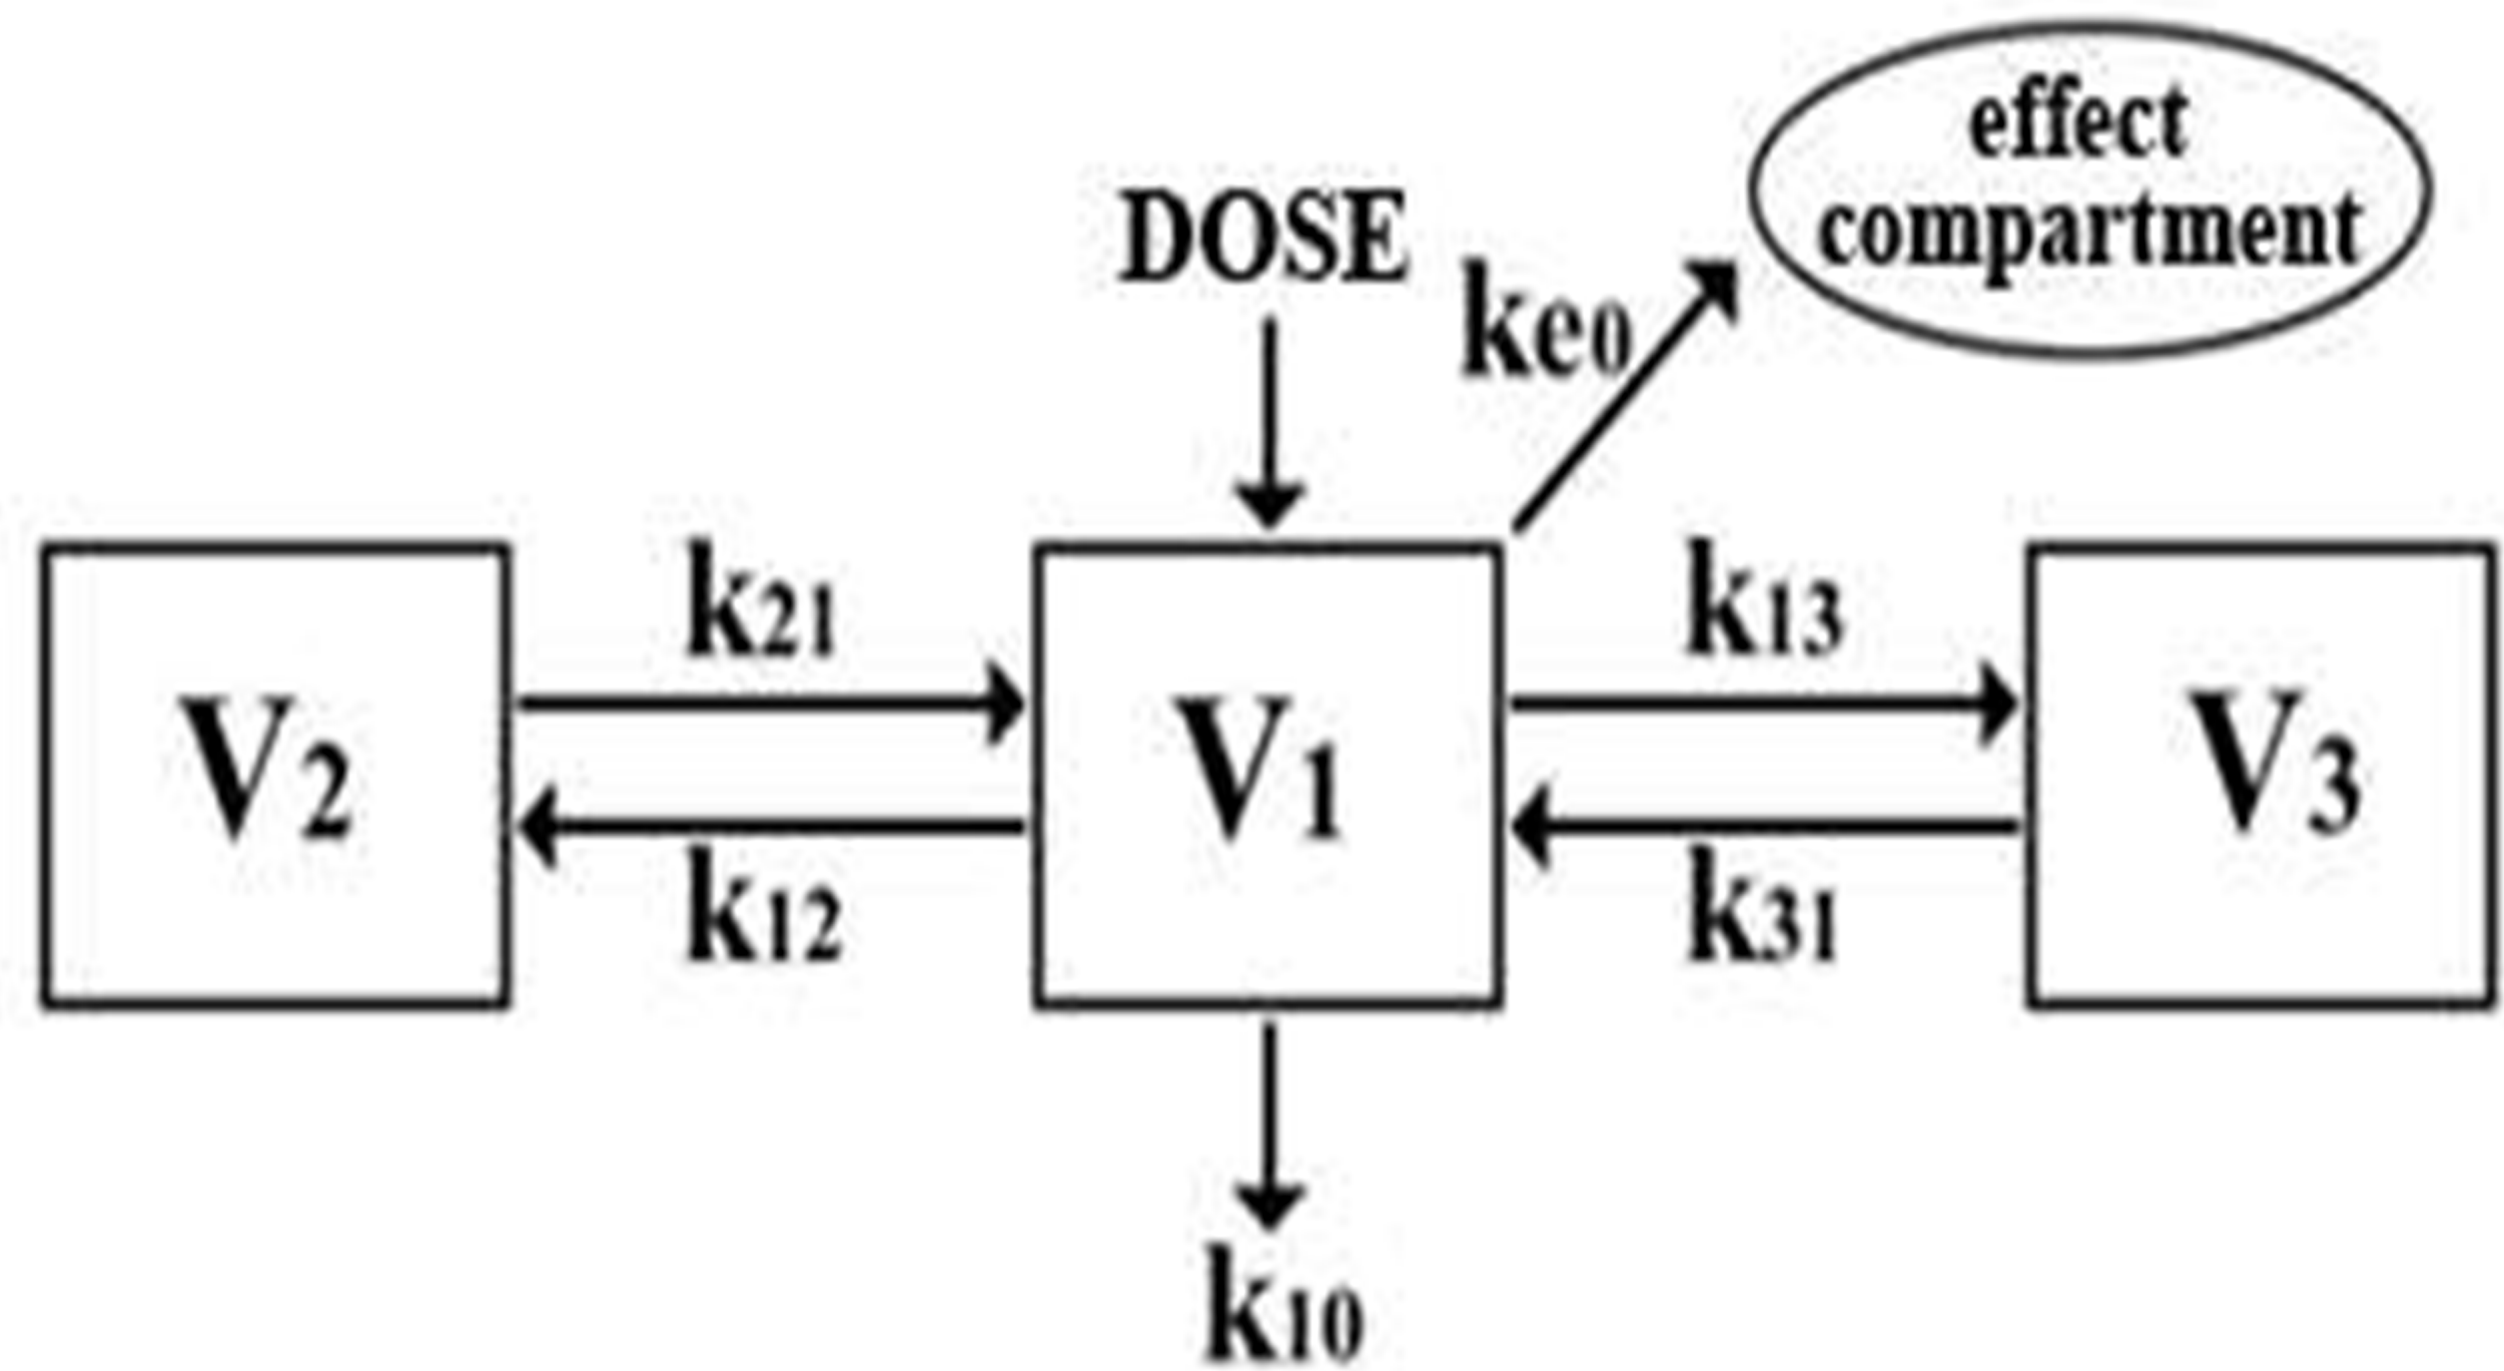 effect
compartment
DOSE
ke0
k21
k13
V2
V1
V3
k12
k31
k10